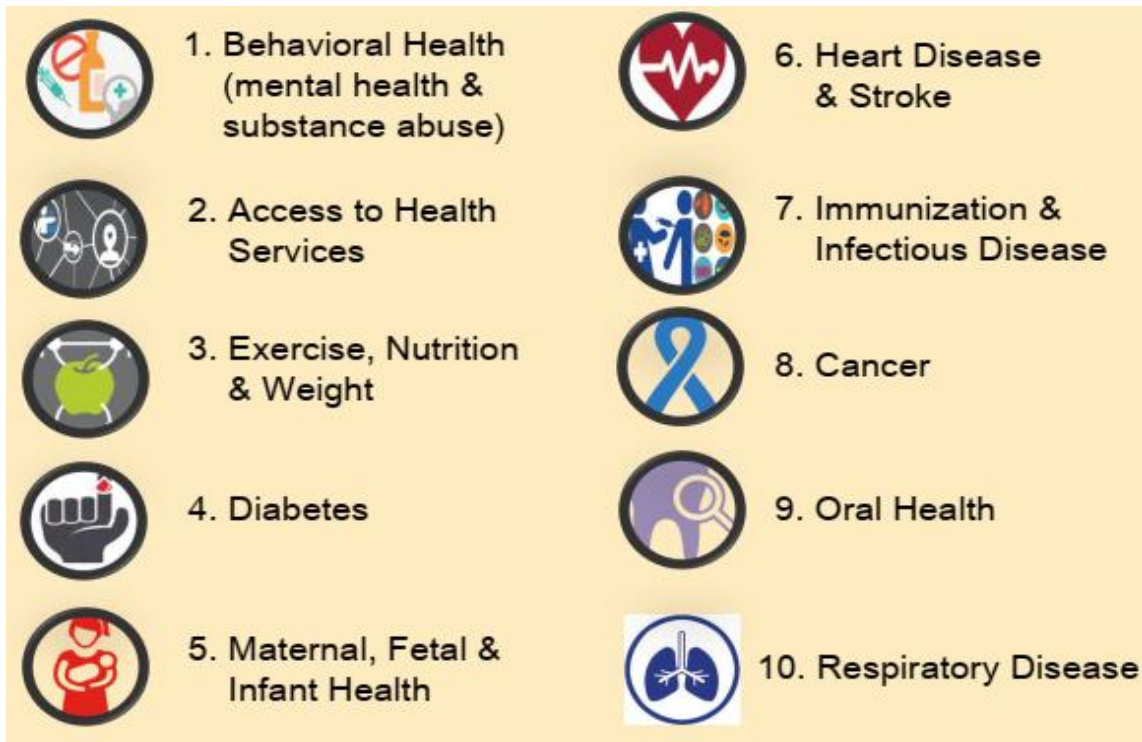 1. Behavioral Health
(mental health &
substance abuse)
2. Access to Health
Services
3. Exercise, Nutrition
& Weight
4. Diabetes
5. Maternal, Fetal &
Infant Health
6. Heart Disease
& Stroke
7. Immunization &
Infectious Disease
8. Cancer
9. Oral Health
10. Respiratory Disease